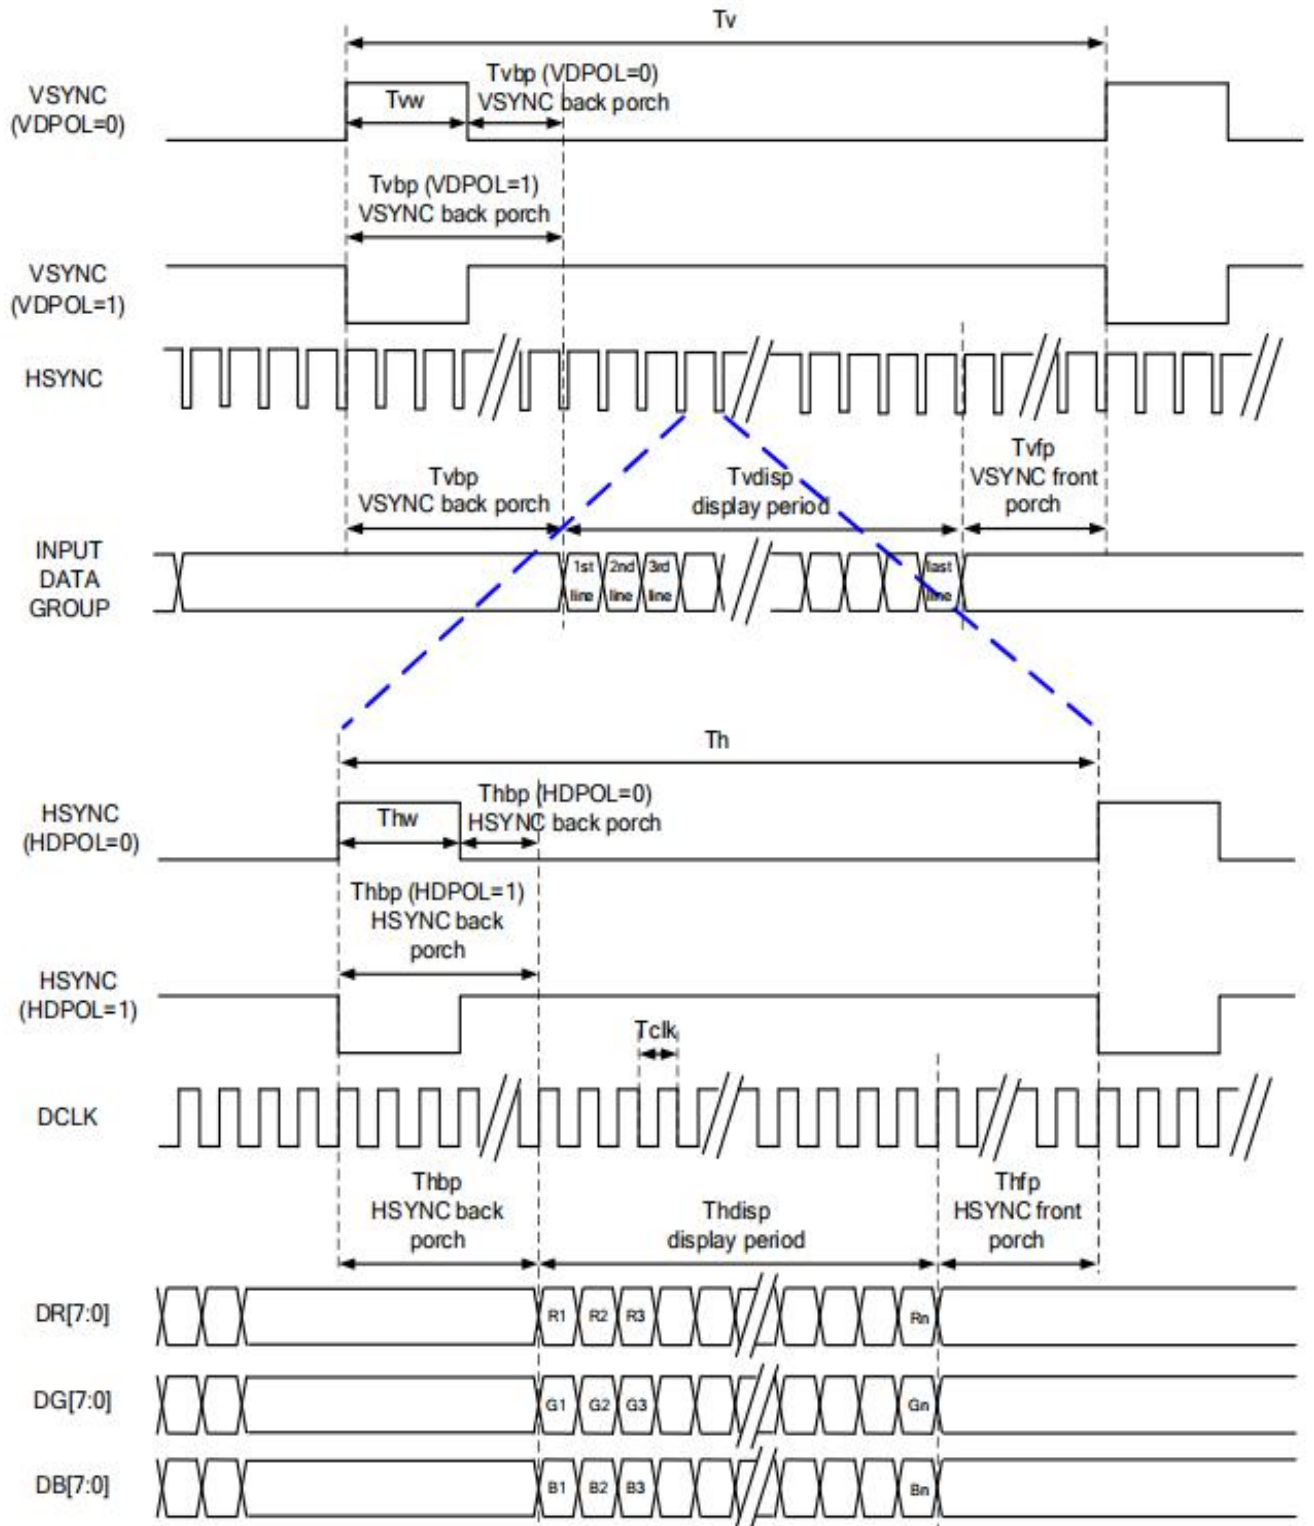 Tv
Tvbp (VDPOL=0)
VSYNC back porch
VSYNC
(VDPOL=0)
Tvw
Tvbp (VDPOL=1)
VSYNC back porch
VSYNC
(VDPOL=1)
HSYNC
Tvbp
VSYNC back porch
Tvdisp
display period
Tvfp
VSYNC front
porch
INPUT
DATA
GROUP
1st
line
2nd
line
3rd
line
last
line
Th
HSYNC
(HDPOL=0)
Thw
Thbp (HDPOL=0)
HSYNC back porch
Thbp (HDPOL=1)
HSYNC back
porch
HSYNC
(HDPOL=1)
Tclk
DCLK
Thbp
HSYNC back
porch
Thdisp
display period
Thfp
HSYNC front
porch
DR[7:0]
R1
R2
R3
Rn
DG[7:0]
G1
G2
G3
Gn
DB[7:0]
B1
B2
B3
Bn